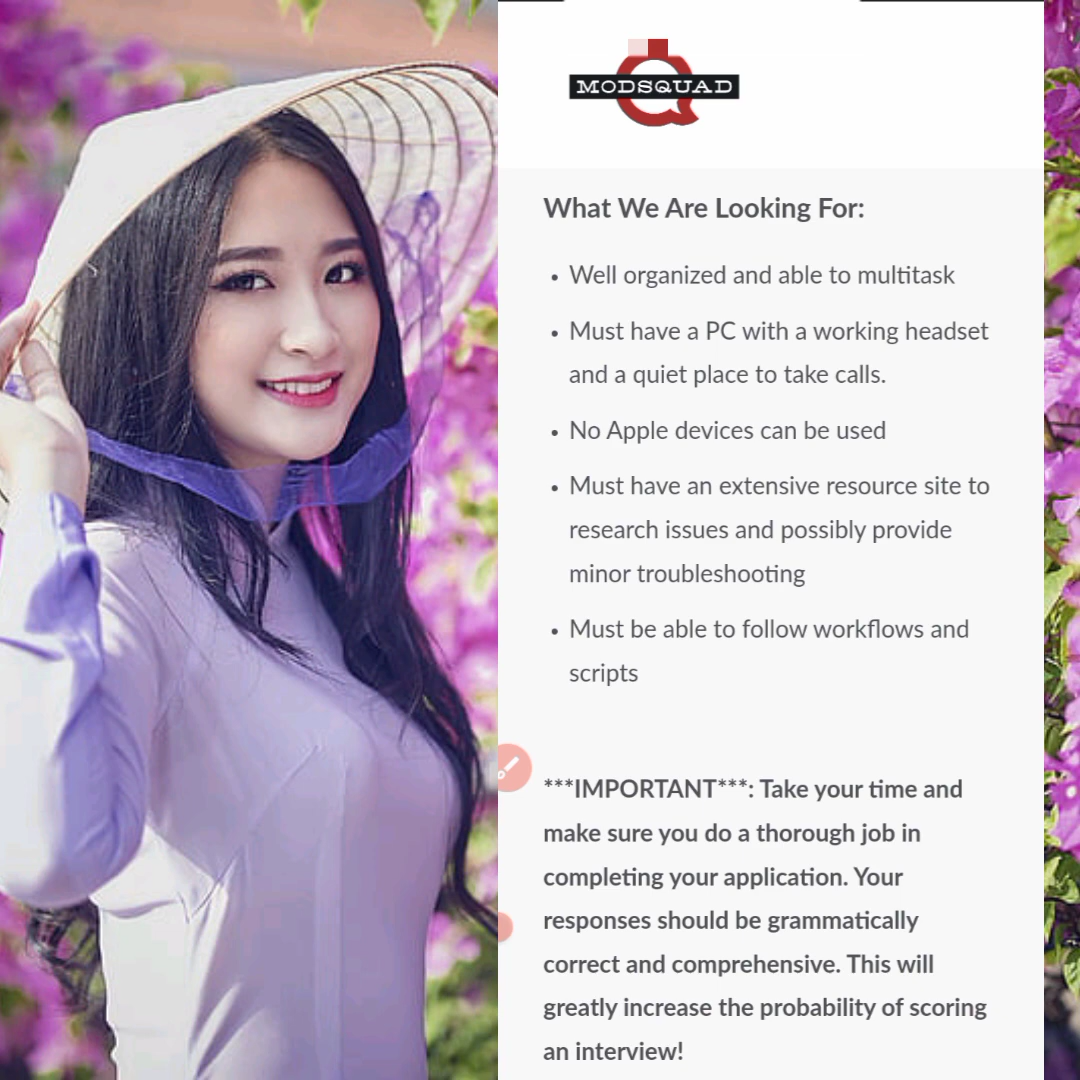 MODSQUAD
What We Are Looking For:
• Well organized and able to multitask
• Must have a PC with a working headset
and a quiet place to take calls.
• No Apple devices can be used
• Must have an extensive resource site to
research issues and possibly provide
minor troubleshooting
• Must be able to follow workflows and
scripts
***IMPORTANT***: Take your time and
make sure you do a thorough job in
completing your application. Your
responses should be grammatically
correct and comprehensive. This will
greatly increase the probability of scoring
an interview!